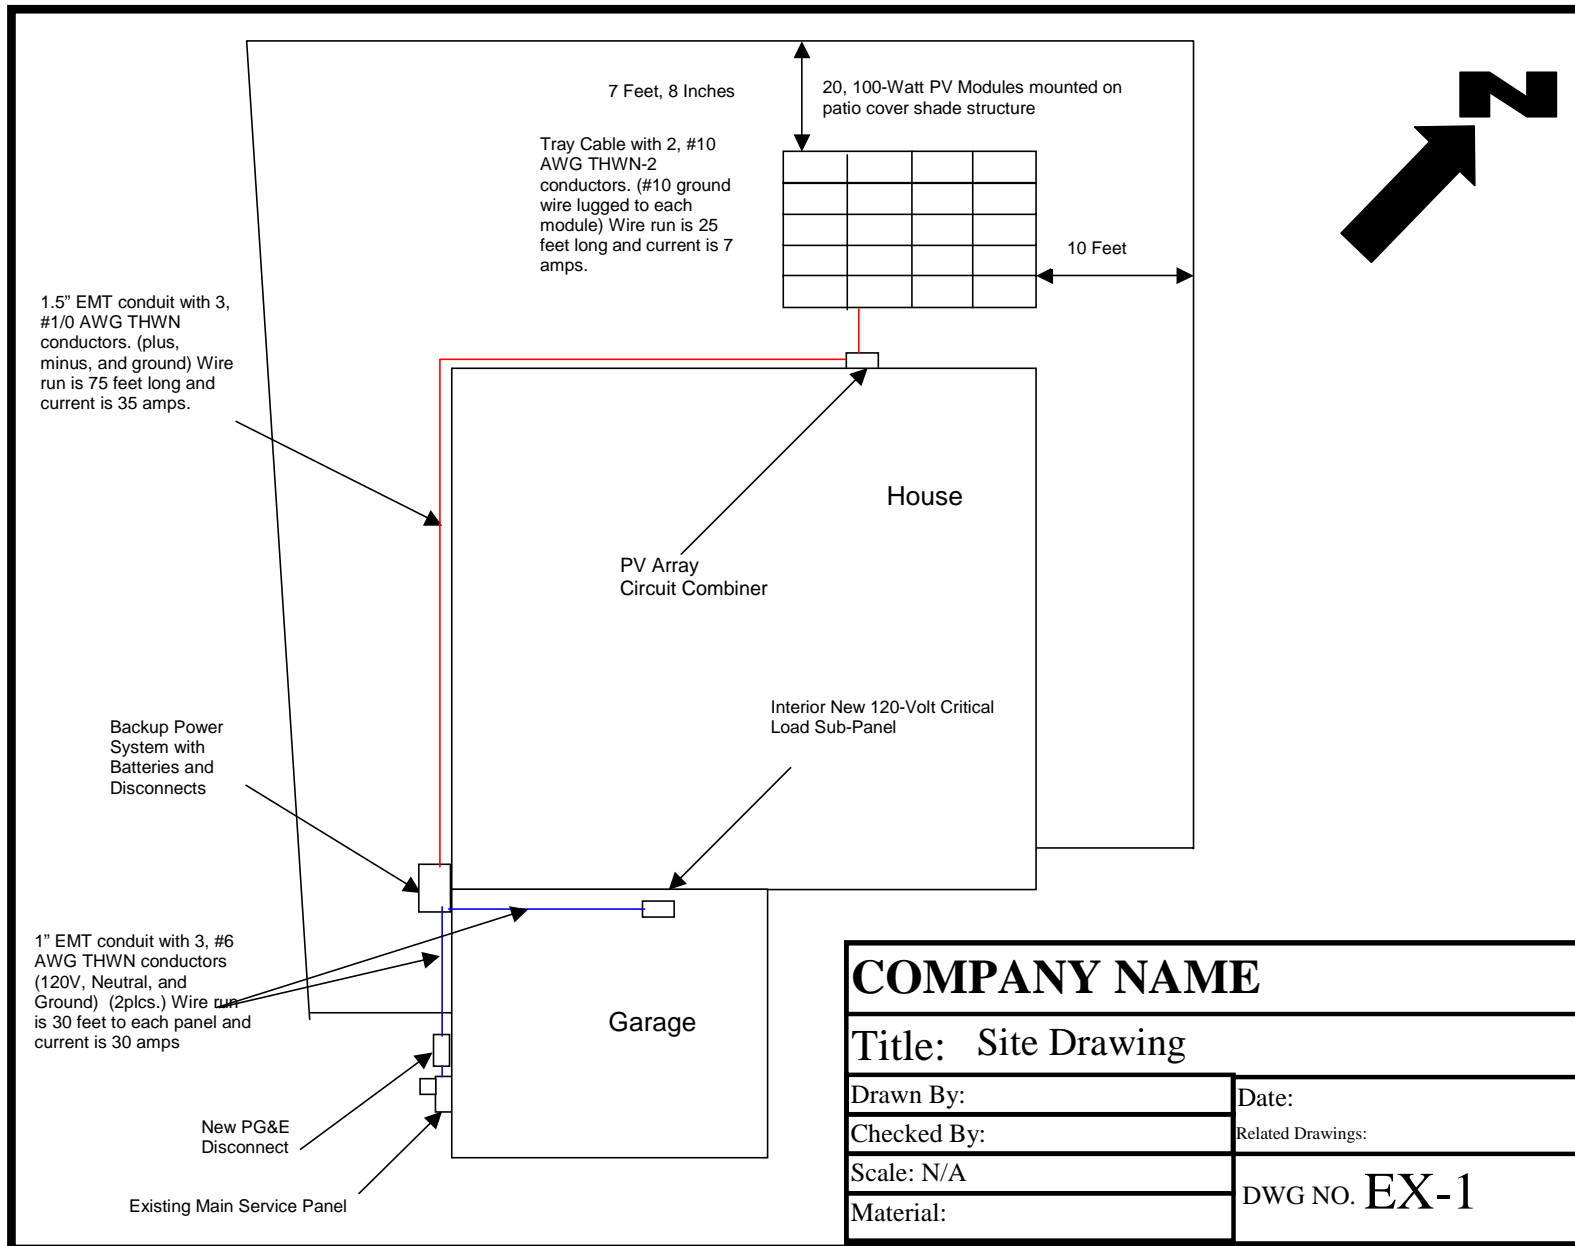 7 Feet, 8 Inches
20, 100-Watt PV Modules mounted on
patio cover shade structure
N
Tray Cable with 2, #10
AWG THWN-2
conductors. (#10 ground
wire lugged to each
module) Wire run is 25
feet long and current is 7
amps.
10 Feet
1.5” EMT conduit with 3,
#1/0 AWG THWN
conductors. (plus,
minus, and ground) Wire
run is 75 feet long and
current is 35 amps.
House
PV Array
Circuit Combiner
Interior New 120-Volt Critical
Load Sub-Panel
Backup Power
System with
Batteries and
Disconnects
1” EMT conduit with 3, #6
AWG THWN conductors
(120V, Neutral, and
Ground) (2plcs.) Wire run
is 30 feet to each panel and
current is 30 amps
Garage
New PG&E
Disconnect
Existing Main Service Panel
COMPANY NAME
Title: Site Drawing
Drawn By:
Date:
Checked By:
Related Drawings:
Scale: N/A
DWG NO. EX-1
Material: